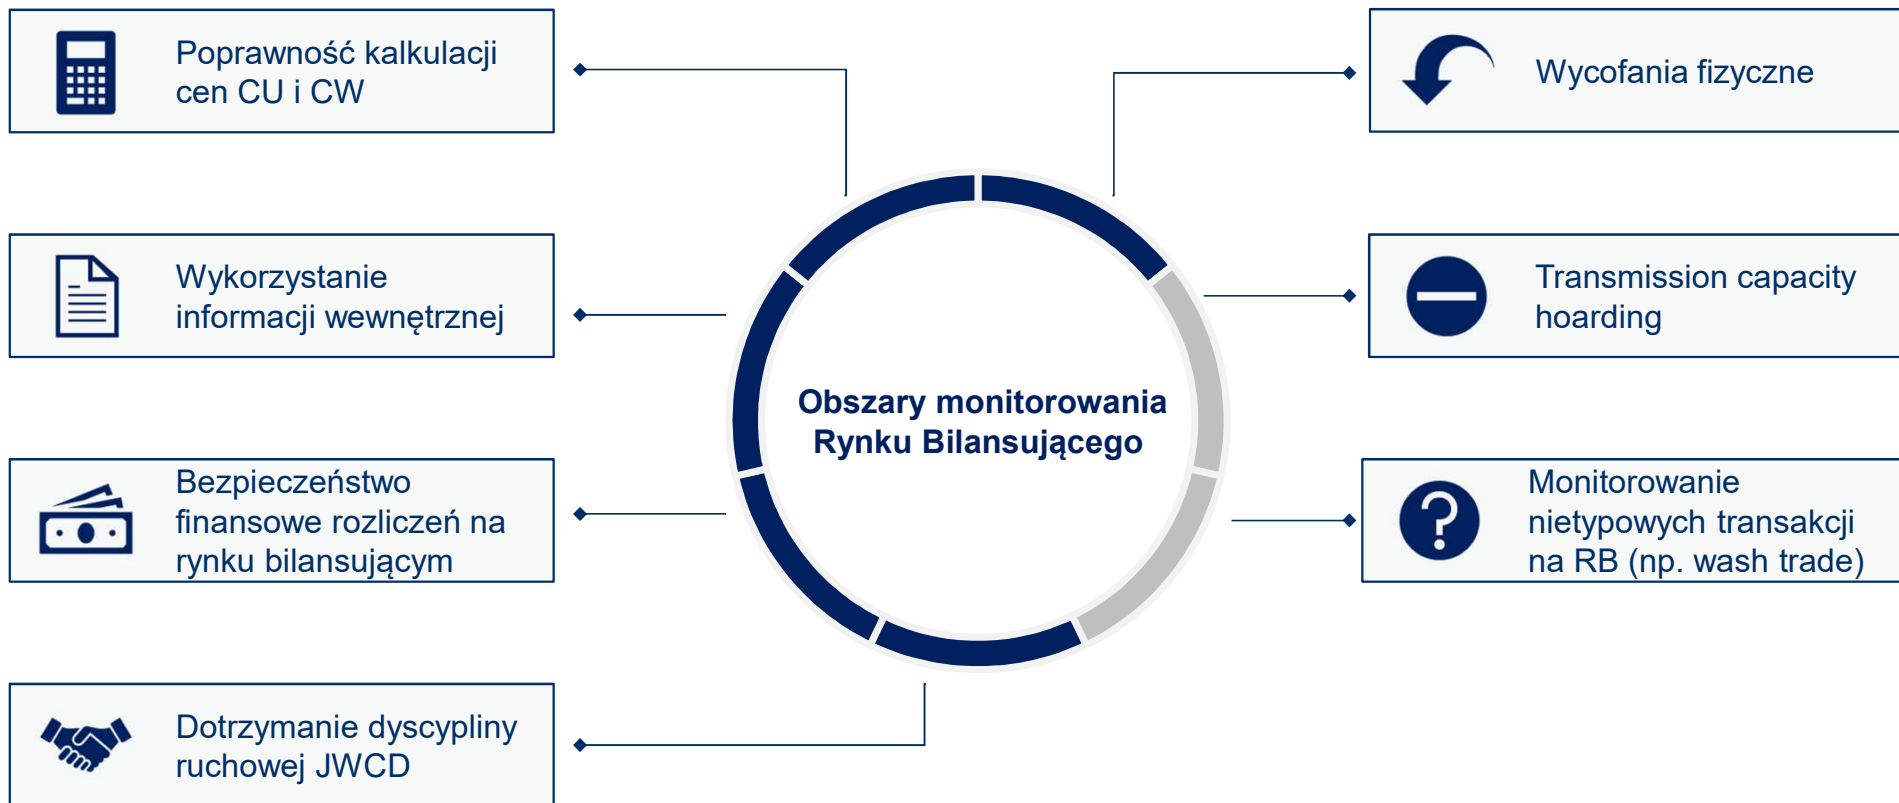 Poprawność kalkulacji
cen CU i CW
Wykorzystanie
informacji wewnętrznej
Bezpieczeństwo
finansowe rozliczeń na
rynku bilansującym
Dotrzymanie dyscypliny
ruchowej JWCD
Obszary monitorowania
Rynku Bilansującego
Wycofania fizyczne
Transmission capacity
hoarding
Monitorowanie
nietypowych transakcji
na RB (np. wash trade)